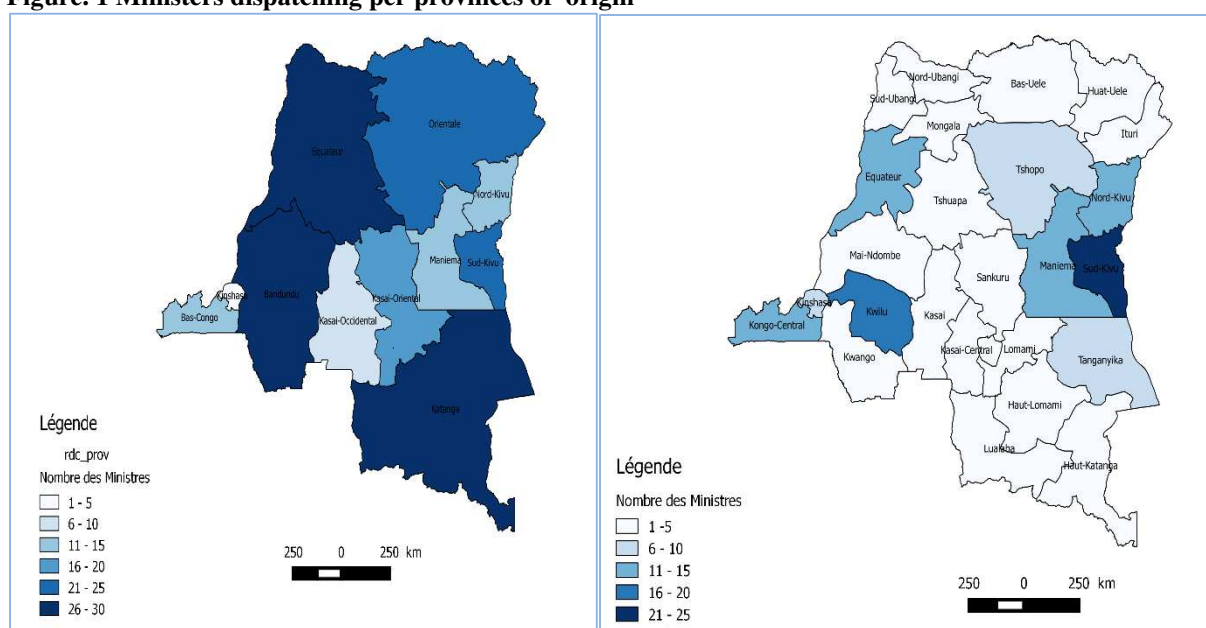 Figure. 1 Ministers dispatching per provinces of origin
Equateur
Orientale
Nord-Kivu
Maniema
Sud-Kivu
Kinshasa
Bandundu
Kasai-Oriental
Bas-Congo
Kasai-Occidental
Katanga
Légende
rdc_prov
Nombre des Ministres
1 - 5
6 - 10
11 - 15
16 - 20
21 - 25
26 - 30
250 0 250 km
Nord-Ubangi
Bas-Uele
Huat-Uele
Sud-Ubangi
Mongala
Ituri
Equateur
Tshopo
Nord-Kivu
Tshuapa
Mai-Ndombe
Maniema
Sud-Kivu
Sankuru
Kinshasa
Kwilu
Kongo-Central
Kasai
Kasai-Central
Lomami
Kwango
Tanganyika
Haut-Lomami
Lualaba
Haut-Katanga
Légende
Nombre des Ministres
1 -5
6 - 10
11 - 15
16 - 20
21 - 25
250 0 250 km